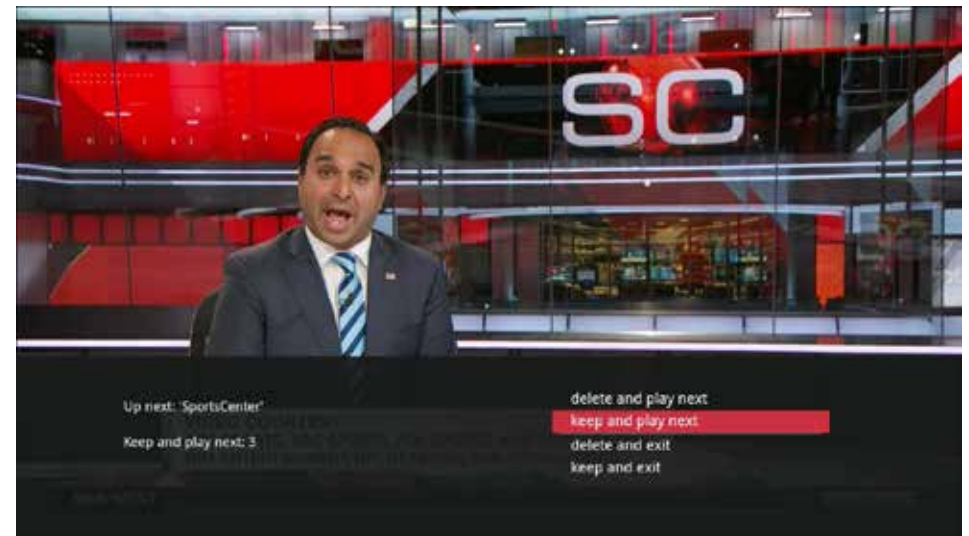 SC
Up next: 'SportsCenter'
Keep and play next: 3
delete and play next
keep and play next
delete and exit
keep and exit